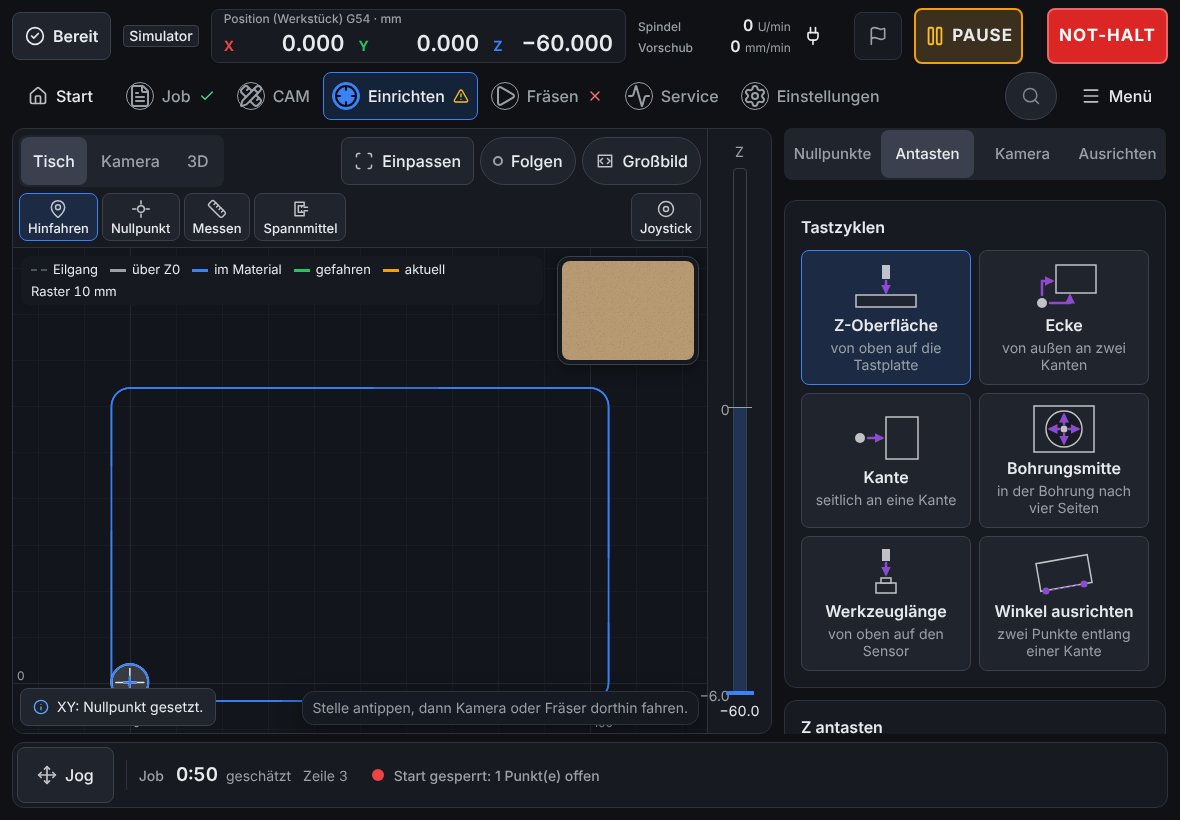 Bereit
Simulator
Position (Werkstück) G54 · mm
X 0.000 Y 0.000 Z −60.000
Spindel 0 U/min
Vorschub 0 mm/min
PAUSE
NOT-HALT
Start
Job
CAM
Einrichten
Fräsen
Service
Einstellungen
Menü
Tisch
Kamera
3D
Einpassen
Folgen
Großbild
Hinfahren
Nullpunkt
Messen
Spannmittel
Joystick
Eilgang über Z0 im Material gefahren aktuell
Raster 10 mm
0
XY: Nullpunkt gesetzt.
Stelle antippen, dann Kamera oder Fräser dorthin fahren.
Z
0
−6.0
−60.0
Nullpunkte
Antasten
Kamera
Ausrichten
Tastzyklen
Z-Oberfläche
von oben auf die
Tastplatte
Ecke
von außen an zwei
Kanten
Kante
seitlich an eine Kante
Bohrungsmitte
in der Bohrung nach
vier Seiten
Werkzeuglänge
von oben auf den
Sensor
Winkel ausrichten
zwei Punkte entlang
einer Kante
Z antasten
Jog
Job 0:50 geschätzt Zeile 3
Start gesperrt: 1 Punkt(e) offen